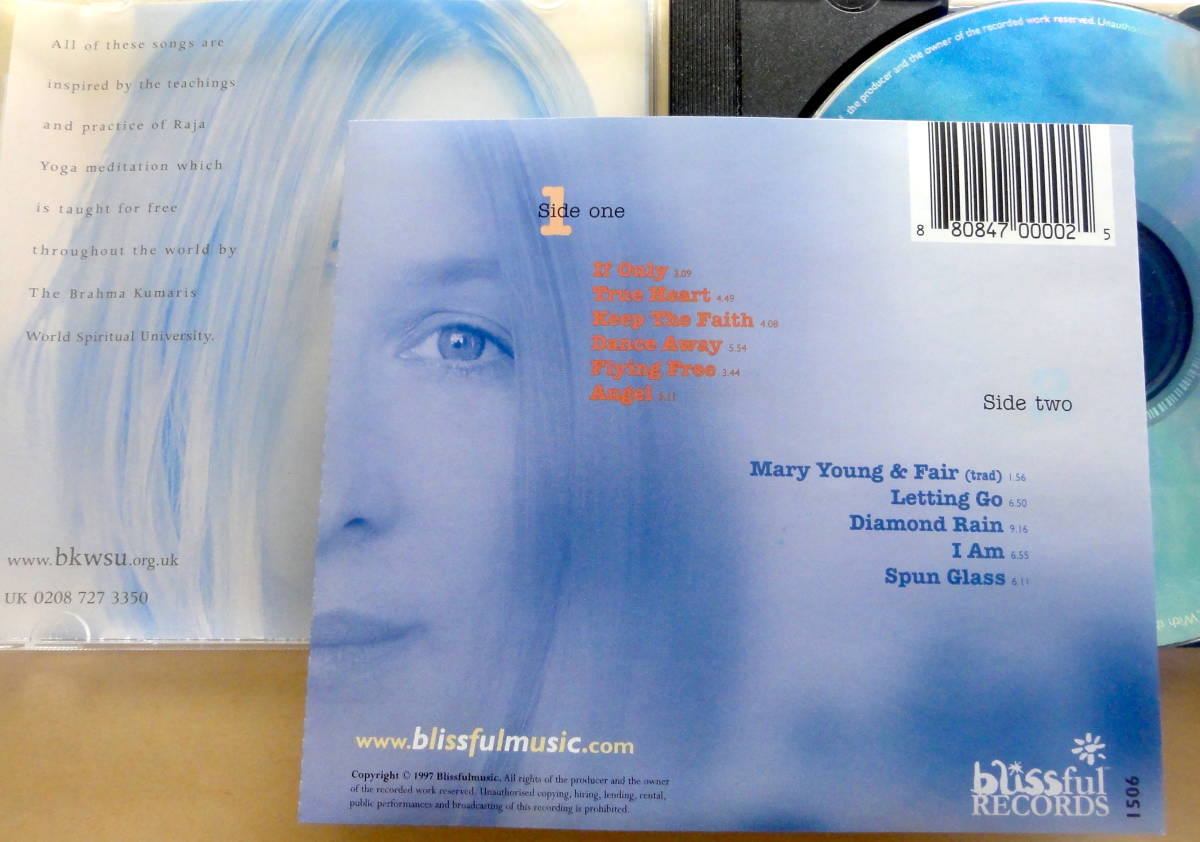 All of these songs are
inspired by the teachings
and practice of Raja
Yoga meditation which
is taught for free
throughout the world by
The Brahma Kumaris
World Spiritual University.
www.bkwsu.org.uk
UK 0208 727 3350
the producer and the owner of the recorded work reserved.
1
Side one
If Only 3.09
True Heart 4.49
Keep The Faith 4.08
Dance Away 5.54
Flying Free 3.44
Angel
8 80847 00002 5
Side two
Mary Young & Fair (trad) 1.56
Letting Go 6.50
Diamond Rain 9.16
I Am 6.55
Spun Glass 6.11
www.blissfulmusic.com
Copyright © 1997 Blissfulmusic. All rights of the producer and the owner
of the recorded work reserved. Unauthorised copying, hiring, lending, rental,
public performances and broadcasting of this recording is prohibited.
blissful
RECORDS
1506